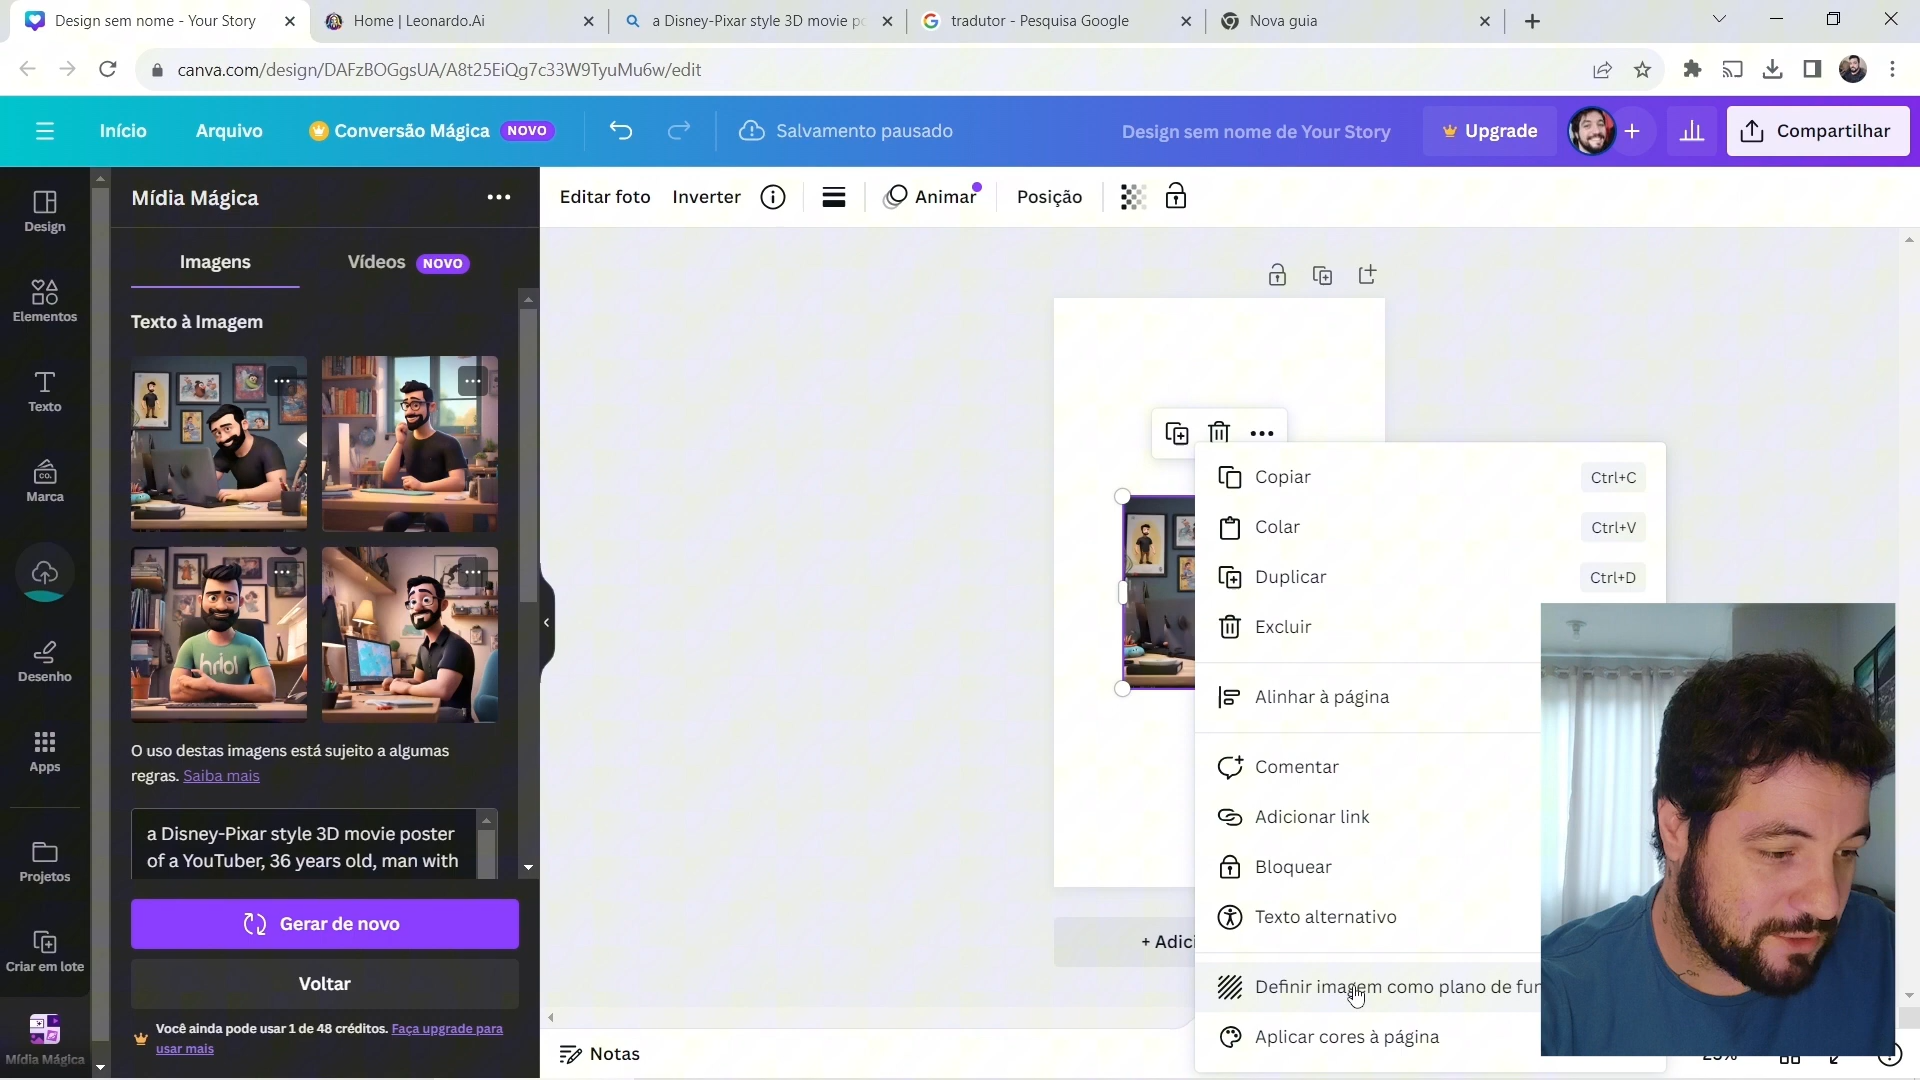 Design sem nome - Your Story
Home | Leonardo.Ai
a Disney-Pixar style 3D movie po
tradutor - Pesquisa Google
Nova guia
canva.com/design/DAFzBOGgsUA/A8t25EiQg7c33W9TyuMu6w/edit
Início
Arquivo
Conversão Mágica NOVO
Salvamento pausado
Design sem nome de Your Story
Upgrade
Compartilhar
Design
Elementos
Texto
CO.
Marca
Desenho
Apps
Projetos
Criar em lote
Mídia Mágica
Mídia Mágica
Imagens
Vídeos NOVO
Texto à Imagem
hriol
O uso destas imagens está sujeito a algumas
regras. Saiba mais
a Disney-Pixar style 3D movie poster
of a YouTuber, 36 years old, man with
Gerar de novo
Voltar
Você ainda pode usar 1 de 48 créditos. Faça upgrade para
usar mais
Editar foto
Inverter
Animar
Posição
Copiar Ctrl+C
Colar Ctrl+V
Duplicar Ctrl+D
Excluir
Alinhar à página
Comentar
Adicionar link
Bloquear
Texto alternativo
Definir imagem como plano de fun
Aplicar cores à página
+ Adici
Notas